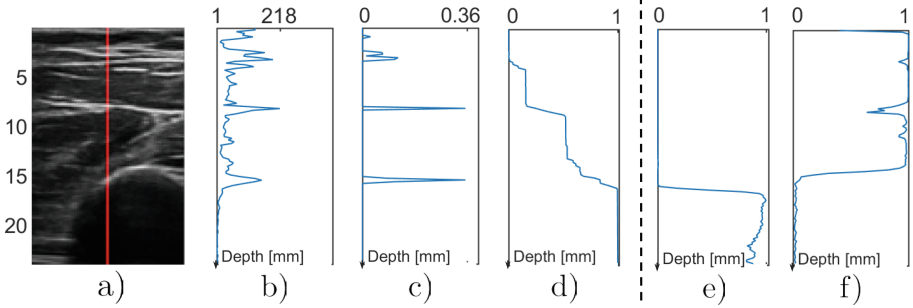 1 218 0 0.36 0 1 0 1 0 1
5
10
15
20
Depth [mm] Depth [mm] Depth [mm] Depth [mm] Depth [mm]
a) b) c) d) e) f)